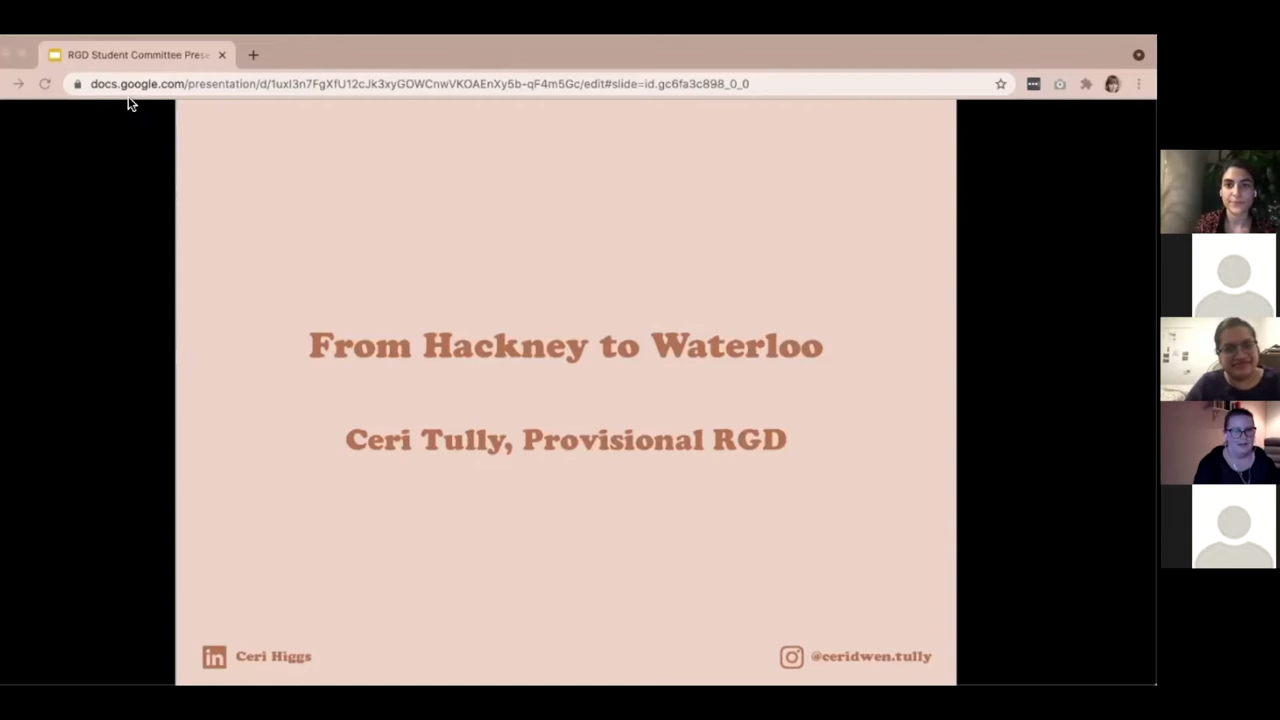 RGD Student Committee Prese
docs.google.com/presentation/d/1uxI3n7FgXfU12cJk3xyGOWCnwVKOAEnXy5b-qF4m5Gc/edit#slide=id.gc6fa3c898_0_0
From Hackney to Waterloo
Ceri Tully, Provisional RGD
in Ceri Higgs
@ceridwen.tully